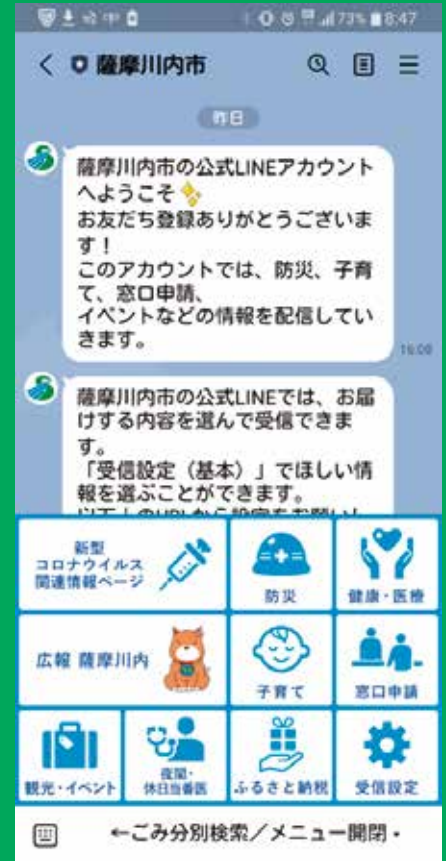 73% 8:47
薩摩川内市
昨日
薩摩川内市の公式LINEアカウント
へようこそ✨
お友だち登録ありがとうございま
す！
このアカウントでは、防災、子育
て、窓口申請、
イベントなどの情報を配信してい
きます。
16:09
薩摩川内市の公式LINEでは、お届
けする内容を選んで受信できま
す。
「受信設定（基本）」でほしい情
報を選ぶことができます。
新型
コロナウイルス
関連情報ページ
防災
健康・医療
広報 薩摩川内
子育て
窓口申請
観光・イベント
夜間・
休日当番医
ふるさと納税
受信設定
←ごみ分別検索／メニュー開閉・